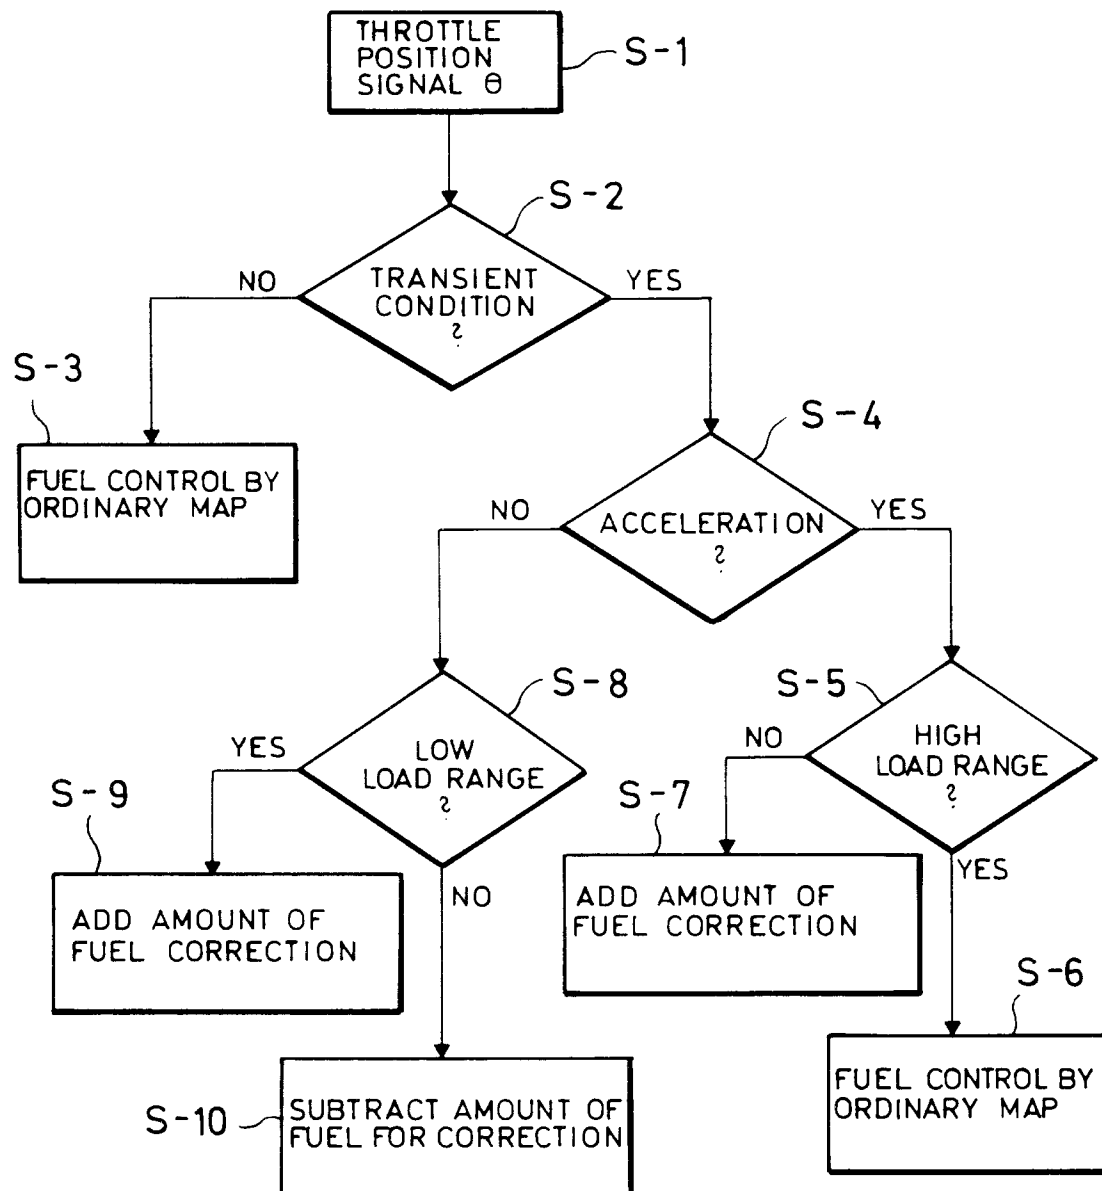 THROTTLE
POSITION
SIGNAL θ
S-1
S-2
TRANSIENT
CONDITION
?
NO
YES
S-3
FUEL CONTROL BY
ORDINARY MAP
S-4
ACCELERATION
?
NO
YES
S-8
LOW
LOAD RANGE
?
YES
NO
S-5
HIGH
LOAD RANGE
?
NO
YES
S-9
ADD AMOUNT OF
FUEL CORRECTION
S-7
ADD AMOUNT OF
FUEL CORRECTION
S-6
FUEL CONTROL BY
ORDINARY MAP
S-10
SUBTRACT AMOUNT OF
FUEL FOR CORRECTION